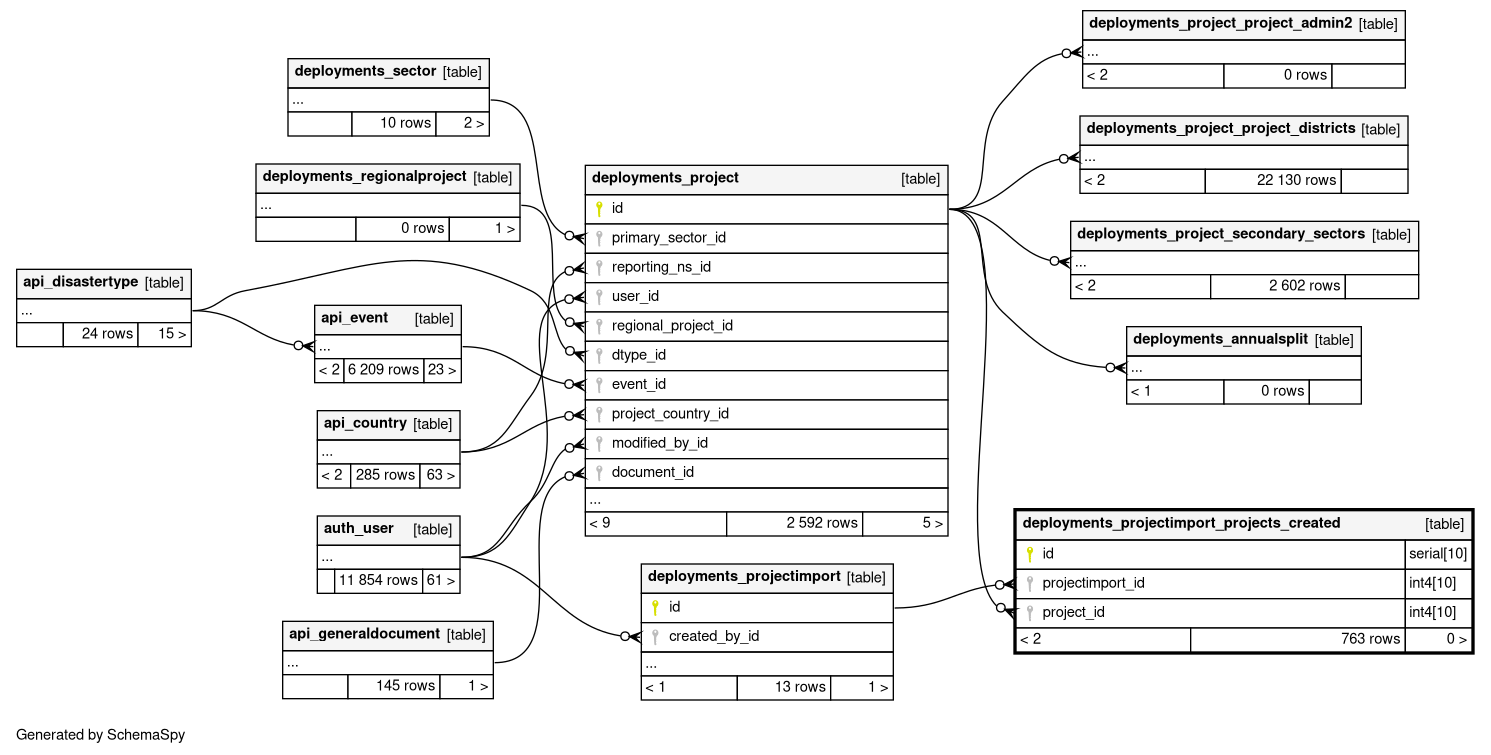 deployments_sector [table]
...
10 rows 2 >
deployments_regionalproject [table]
...
0 rows 1 >
api_disastertype [table]
...
24 rows 15 >
api_event [table]
...
< 2 6 209 rows 23 >
api_country [table]
...
< 2 285 rows 63 >
auth_user [table]
...
11 854 rows 61 >
api_generaldocument [table]
...
145 rows 1 >
deployments_project [table]
id
primary_sector_id
reporting_ns_id
user_id
regional_project_id
dtype_id
event_id
project_country_id
modified_by_id
document_id
...
< 9 2 592 rows 5 >
deployments_projectimport [table]
id
created_by_id
...
< 1 13 rows 1 >
deployments_project_project_admin2 [table]
...
< 2 0 rows
deployments_project_project_districts [table]
...
< 2 22 130 rows
deployments_project_secondary_sectors [table]
...
< 2 2 602 rows
deployments_annualsplit [table]
...
< 1 0 rows
deployments_projectimport_projects_created [table]
id serial[10]
projectimport_id int4[10]
project_id int4[10]
< 2 763 rows 0 >
Generated by SchemaSpy